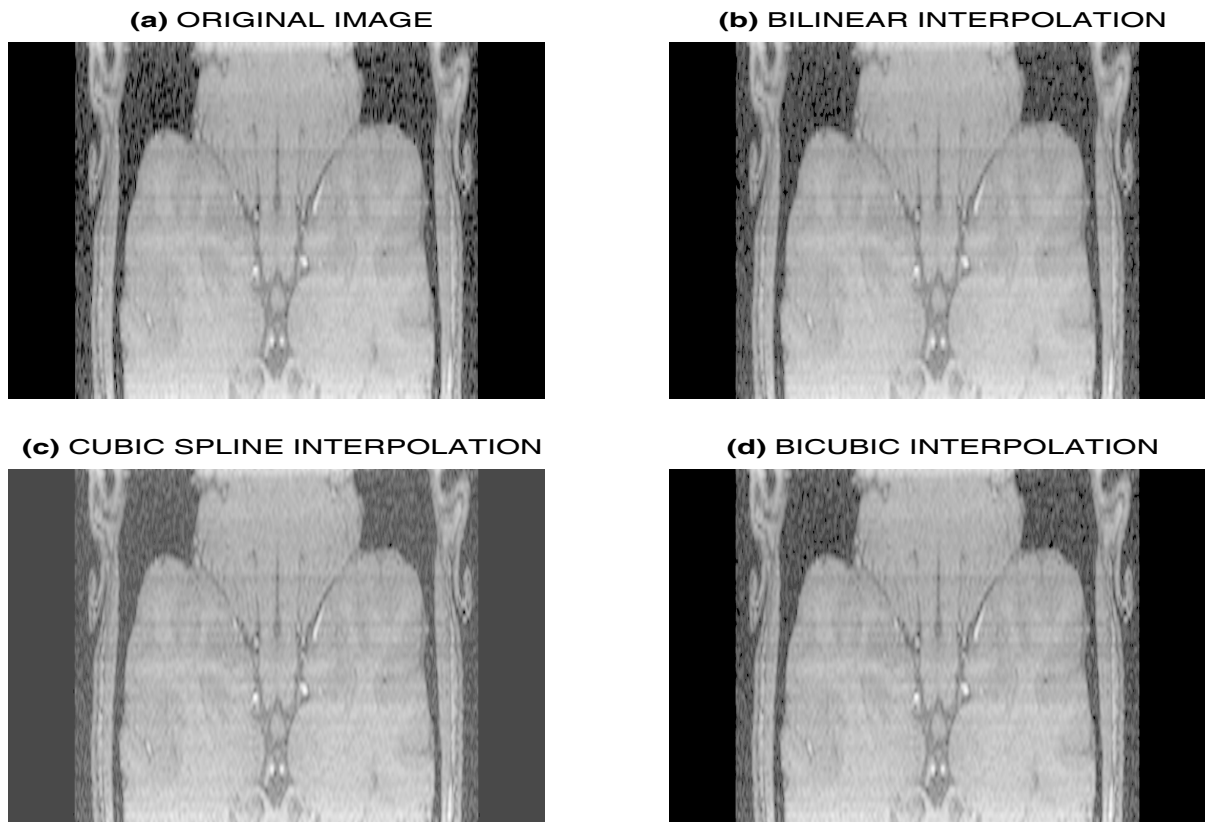 (a) ORIGINAL IMAGE
(b) BILINEAR INTERPOLATION
(c) CUBIC SPLINE INTERPOLATION
(d) BICUBIC INTERPOLATION